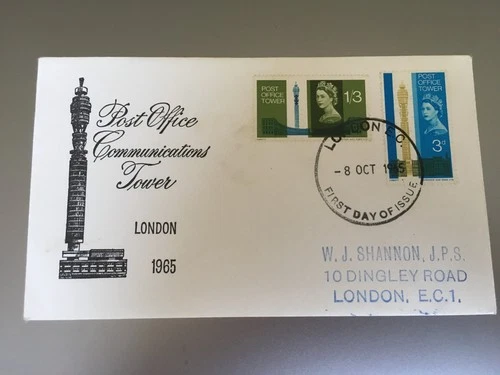 Post Office
Communications
Tower
LONDON
1965
POST
OFFICE
TOWER
1/3
POST
OFFICE
TOWER
3d
LONDON E.C.
-8 OCT 1965
FIRST DAY OF ISSUE
W. J. SHANNON, J.P.S.
10 DINGLEY ROAD
LONDON, E.C.1.